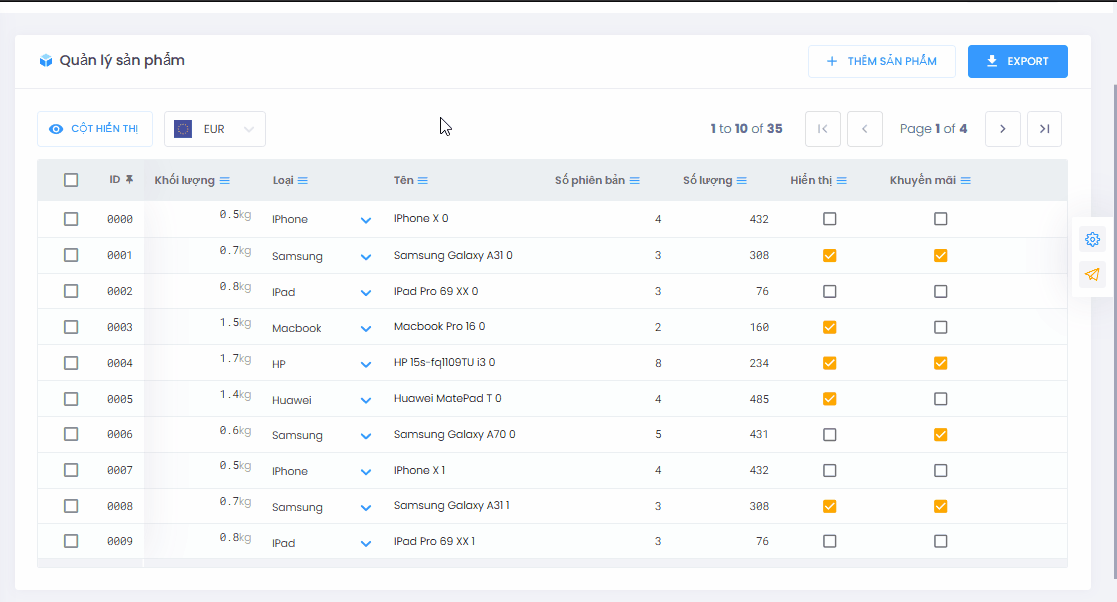 Quản lý sản phẩm
THÊM SẢN PHẨM
EXPORT
CỘT HIỂN THỊ
EUR
1 to 10 of 35
Page 1 of 4
ID Khối lượng Loại Tên Số phiên bản Số lượng Hiển thị Khuyến mãi
0000 0.5kg IPhone IPhone X 0 4 432
0001 0.7kg Samsung Samsung Galaxy A31 0 3 308
0002 0.8kg IPad IPad Pro 69 XX 0 3 76
0003 1.5kg Macbook Macbook Pro 16 0 2 160
0004 1.7kg HP HP 15s-fq1109TU i3 0 8 234
0005 1.4kg Huawei Huawei MatePad T 0 4 485
0006 0.6kg Samsung Samsung Galaxy A70 0 5 431
0007 0.5kg IPhone IPhone X 1 4 432
0008 0.7kg Samsung Samsung Galaxy A31 1 3 308
0009 0.8kg IPad IPad Pro 69 XX 1 3 76